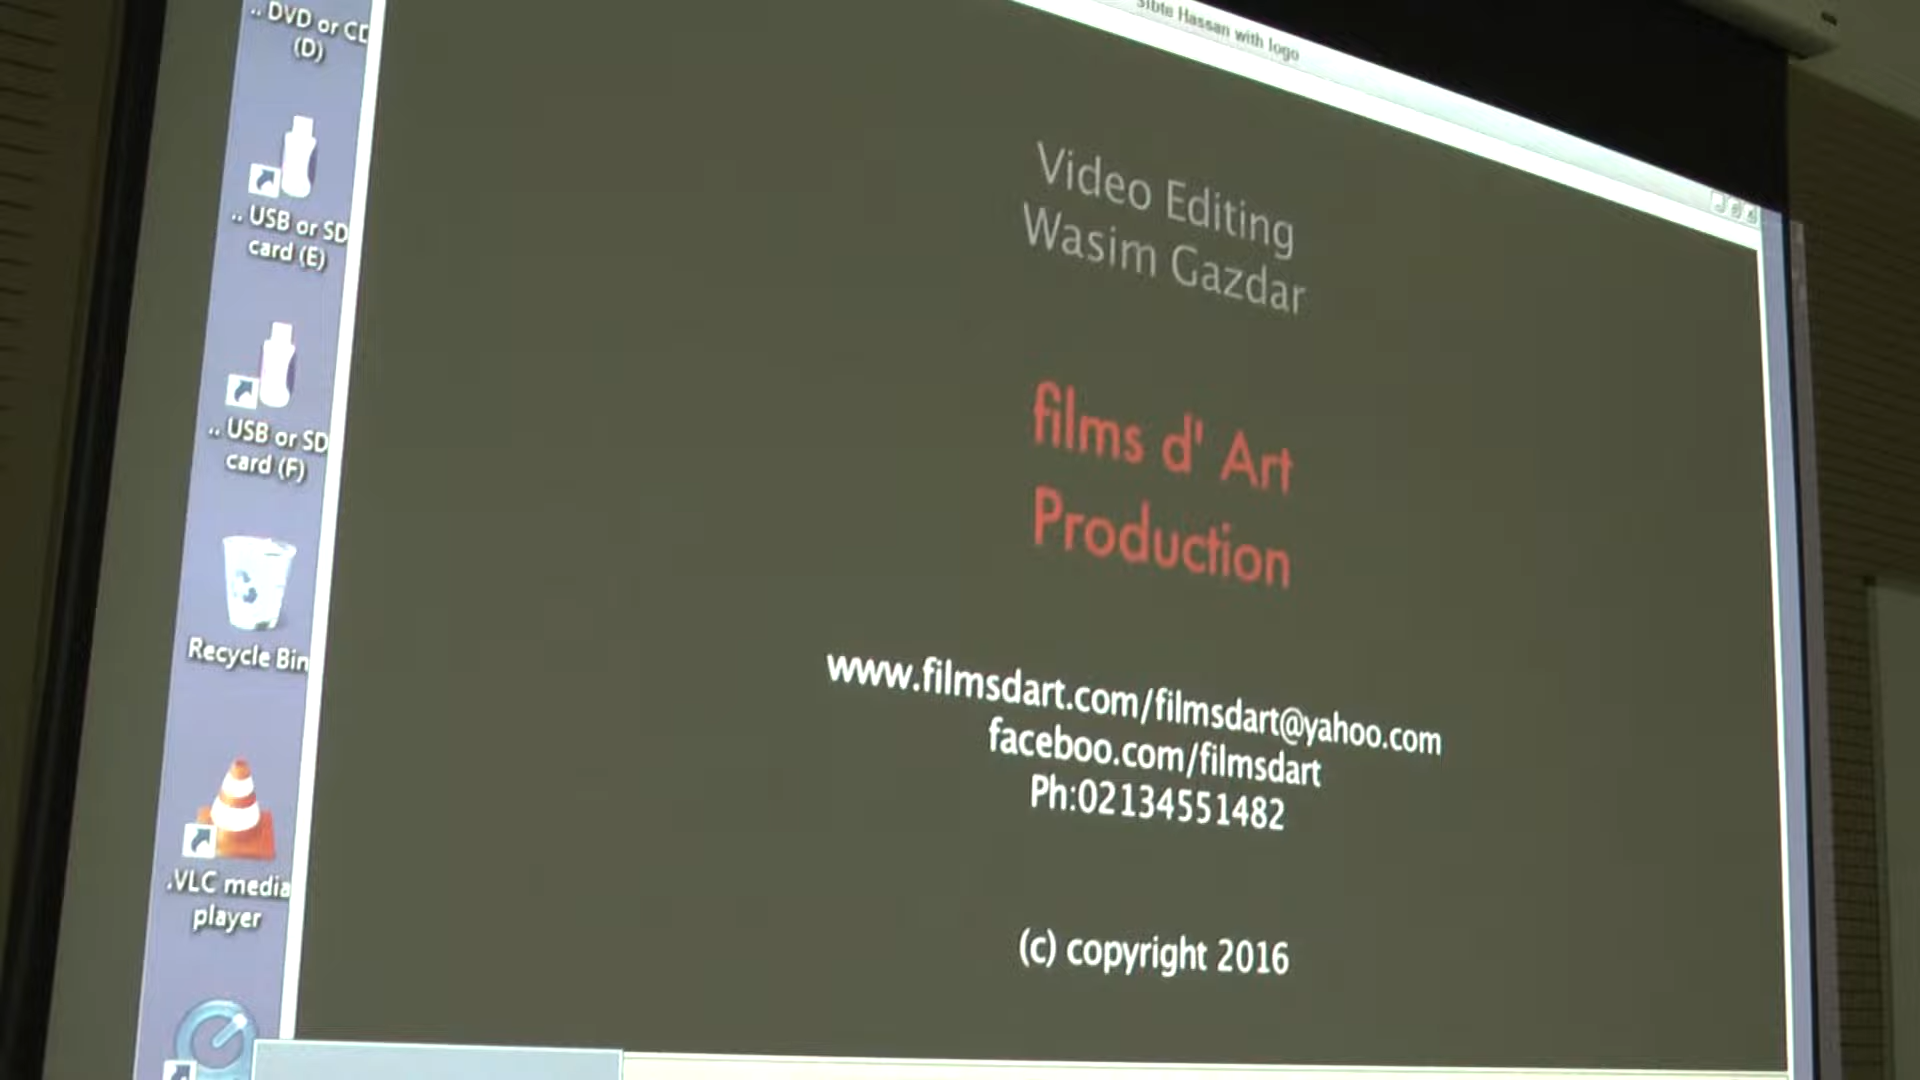 .. DVD or CD
(D)
.. USB or SD
card (E)
.. USB or SD
card (F)
Recycle Bin
.VLC media
player
Sibte Hassan with logo
Video Editing
Wasim Gazdar
films d' Art
Production
www.filmsdart.com/filmsdart@yahoo.com
faceboo.com/filmsdart
Ph:02134551482
(c) copyright 2016